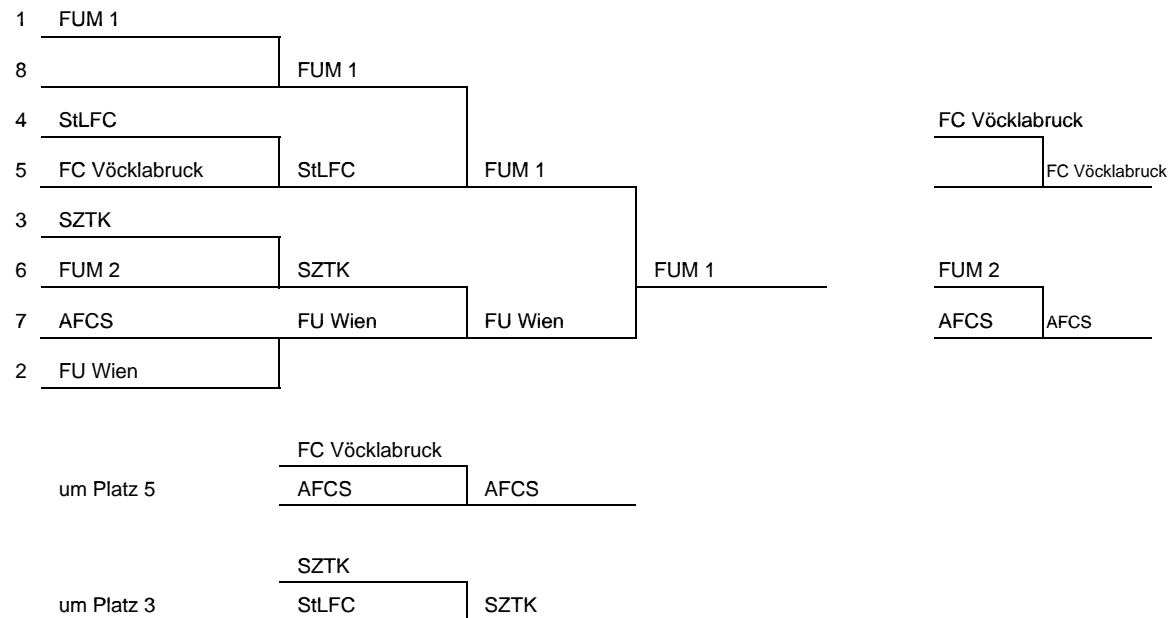 1 FUM 1
8 FUM 1
4 StLFC FC Vöcklabruck
5 FC Vöcklabruck StLFC FUM 1 FC Vöcklabruck
3 SZTK
6 FUM 2 SZTK FUM 1 FUM 2
7 AFCS FU Wien FU Wien AFCS AFCS
2 FU Wien
FC Vöcklabruck
um Platz 5 AFCS AFCS
SZTK
um Platz 3 StLFC SZTK